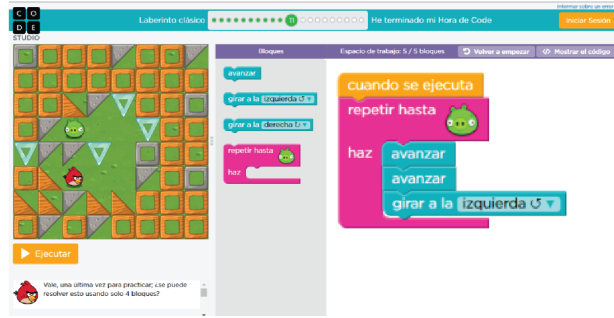 Informar sobre un error
C O
D E
STUDIO
Laberinto clásico
11
He terminado mi Hora de Code
Iniciar Sesión
Bloques
Espacio de trabajo: 5 / 5 bloques
Volver a empezar
</> Mostrar el código
avanzar
girar a la izquierda ↺ ▼
girar a la derecha ↻ ▼
repetir hasta
haz
cuando se ejecuta
repetir hasta
haz
avanzar
avanzar
girar a la izquierda ↺ ▼
Ejecutar
Vale, una última vez para practicar, ¿se puede
resolver esto usando solo 4 bloques?